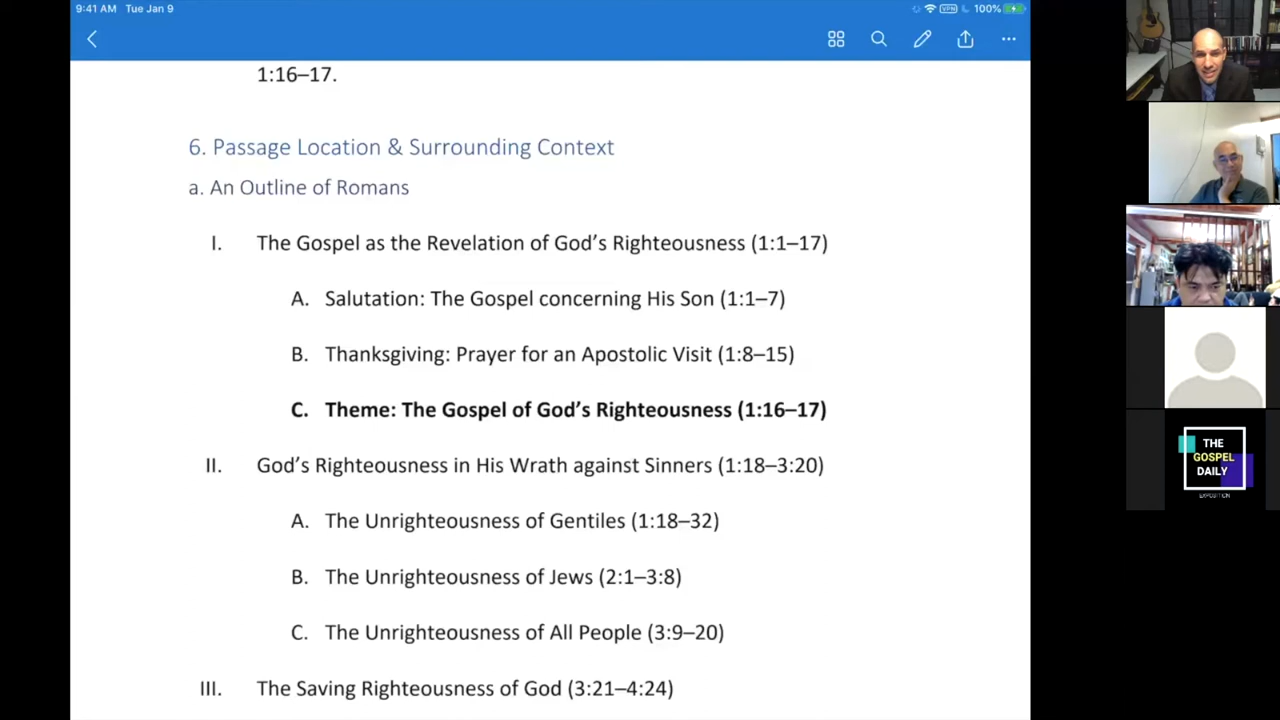 9:41 AM Tue Jan 9
VPN 100%
1:16–17.
6. Passage Location & Surrounding Context
a. An Outline of Romans
I. The Gospel as the Revelation of God’s Righteousness (1:1–17)
A. Salutation: The Gospel concerning His Son (1:1–7)
B. Thanksgiving: Prayer for an Apostolic Visit (1:8–15)
C. Theme: The Gospel of God’s Righteousness (1:16–17)
II. God’s Righteousness in His Wrath against Sinners (1:18–3:20)
A. The Unrighteousness of Gentiles (1:18–32)
B. The Unrighteousness of Jews (2:1–3:8)
C. The Unrighteousness of All People (3:9–20)
III. The Saving Righteousness of God (3:21–4:24)
THE
GOSPEL
DAILY
EXPOSITION